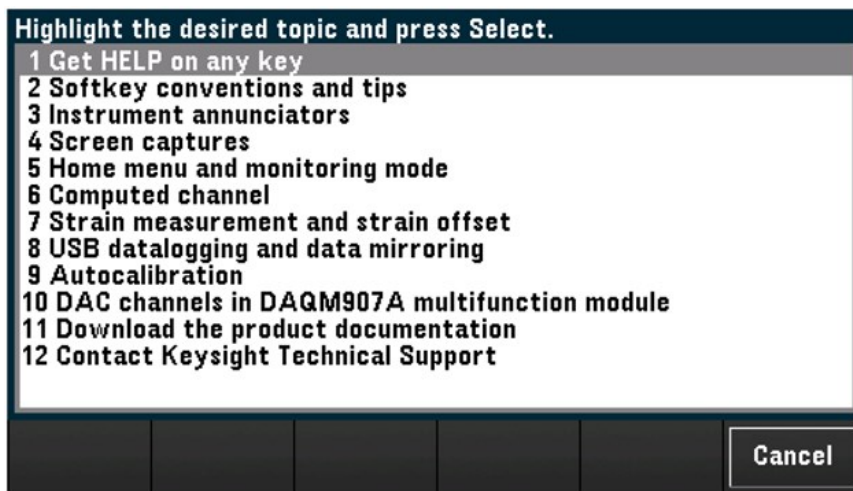 Highlight the desired topic and press Select.
1 Get HELP on any key
2 Softkey conventions and tips
3 Instrument annunciators
4 Screen captures
5 Home menu and monitoring mode
6 Computed channel
7 Strain measurement and strain offset
8 USB datalogging and data mirroring
9 Autocalibration
10 DAC channels in DAQM907A multifunction module
11 Download the product documentation
12 Contact Keysight Technical Support
Cancel